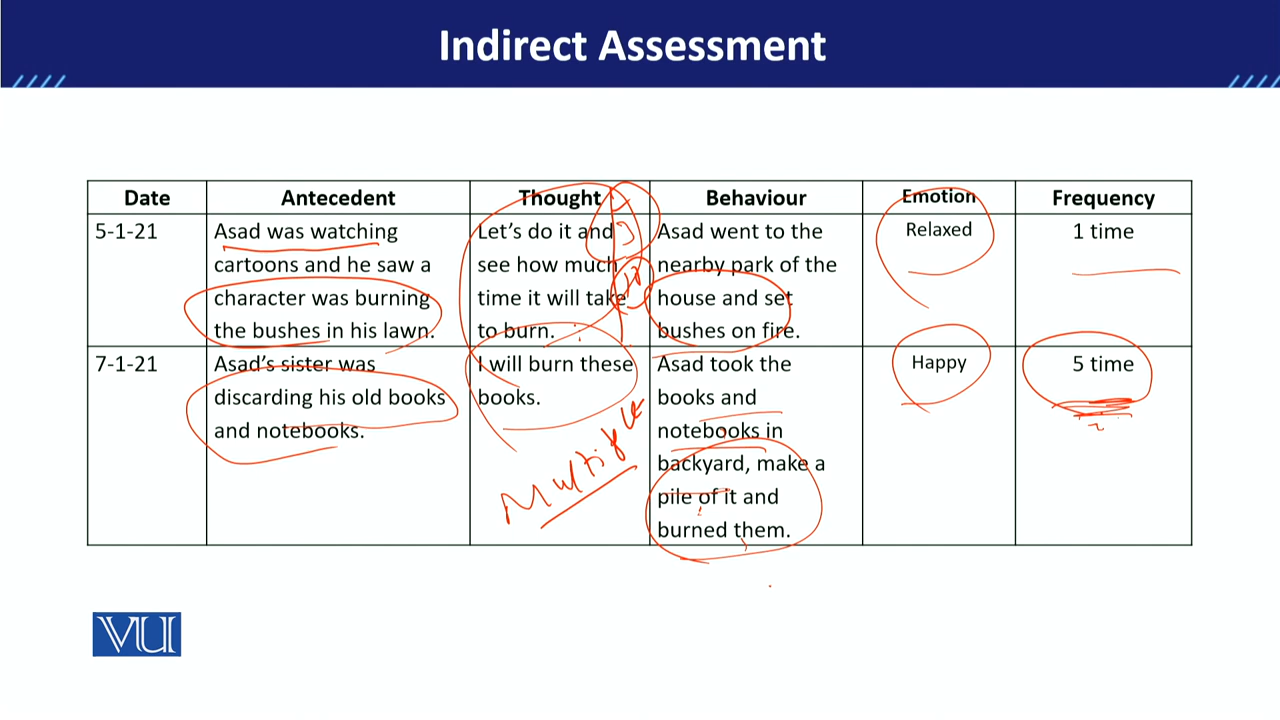 Indirect Assessment
Date Antecedent Thought Behaviour Emotion Frequency
5-1-21
Asad was watching
cartoons and he saw a
character was burning
the bushes in his lawn.
Let's do it and
see how much
time it will take
to burn.
Asad went to the
nearby park of the
house and set
bushes on fire.
Relaxed
1 time
7-1-21
Asad's sister was
discarding his old books
and notebooks.
I will burn these
books.
Asad took the
books and
notebooks in
backyard, make a
pile of it and
burned them.
Happy
5 time
Multiple
VU